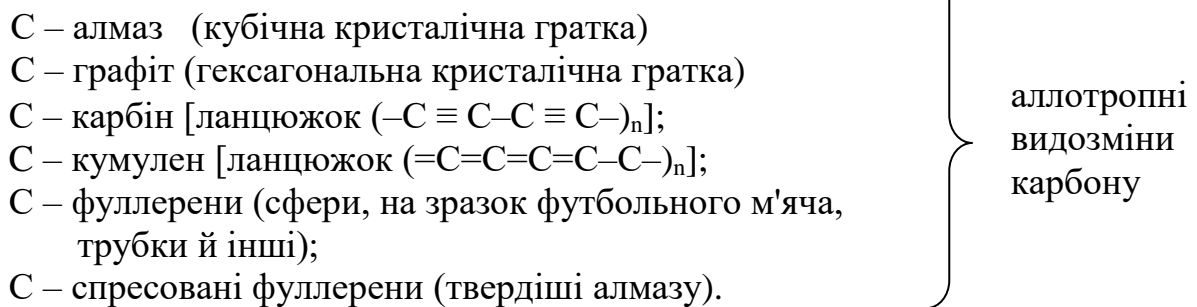 С – алмаз (кубічна кристалічна гратка)
С – графіт (гексагональна кристалічна гратка)
С – карбін [ланцюжок (–С ≡ С–С ≡ С–)n];
С – кумулен [ланцюжок (=С=С=С=С–С–)n];
С – фуллерени (сфери, на зразок футбольного м'яча,
трубки й інші);
С – спресовані фуллерени (твердіші алмазу).
аллотропні
видозміни
карбону